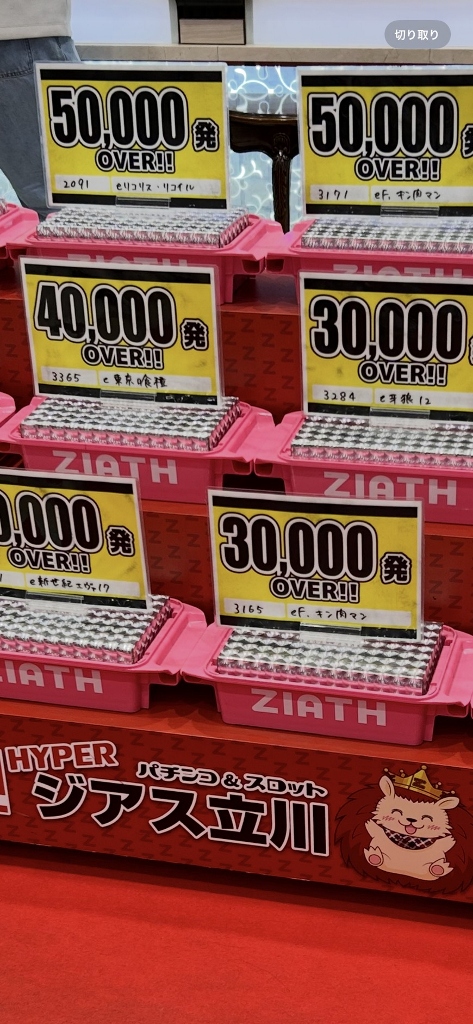 切り取り
50,000発
OVER!!
2091 eリコリス・リコイル
50,000発
OVER!!
3171 eF.キン肉マン
ZIATH
ZIATH
40,000発
OVER!!
3365 e東京喰種
30,000発
OVER!!
3284 e牙狼12
ZIATH
ZIATH
0,000発
OVER!!
e新世紀エヴァ17
30,000発
OVER!!
3165 eF.キン肉マン
ZIATH
ZIATH
HYPER
パチンコ&スロット
ジアス立川